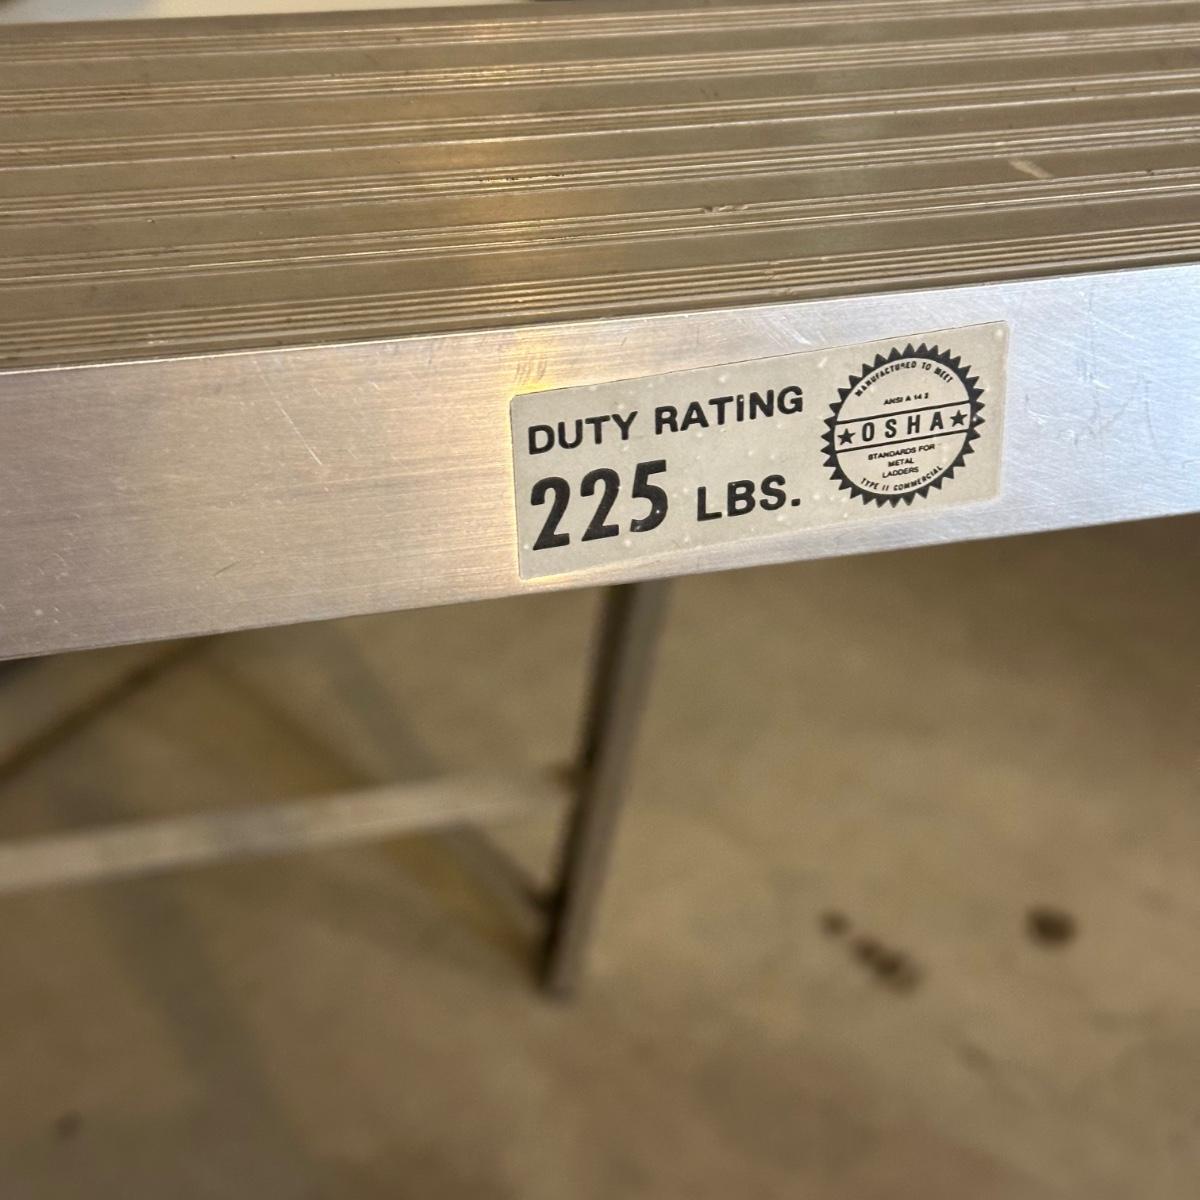 DUTY RATING
225 LBS.
MANUFACTURED TO MEET
ANSI A 14 2
★ OSHA ★
STANDARDS FOR
METAL
LADDERS
TYPE II COMMERCIAL